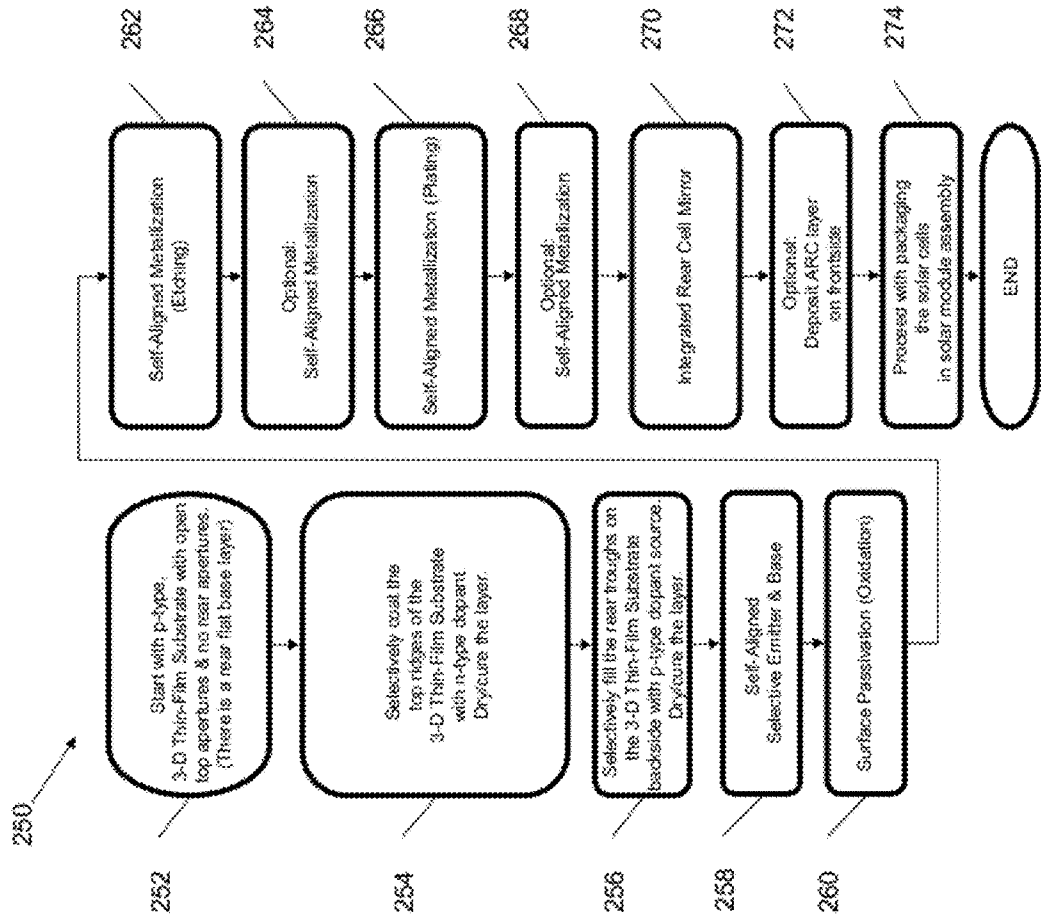 250
252
Start with p-type,
3-D Thin-Film Substrate with open
top apertures & no rear apertures.
(There is a rear flat base layer)
254
Selectively coat the
top ridges of the
3-D Thin-Film Substrate
with n-type dopant
Dry/cure the layer.
256
Selectively fill the rear troughs on
the 3-D Thin-Film Substrate
backside with p-type dopant source.
Dry/cure the layer.
258
Self-Aligned
Selective Emitter & Base
260
Surface Passivation (Oxidation)
262
Self-Aligned Metallization
(Etching)
264
Optional:
Self-Aligned Metallization
266
Self-Aligned Metallization (Plating)
268
Optional:
Self-Aligned Metallization
270
Integrated Rear Cell Mirror
272
Optional:
Deposit ARC layer
on frontside
274
Proceed with packaging
the solar cells
in solar module assembly
END